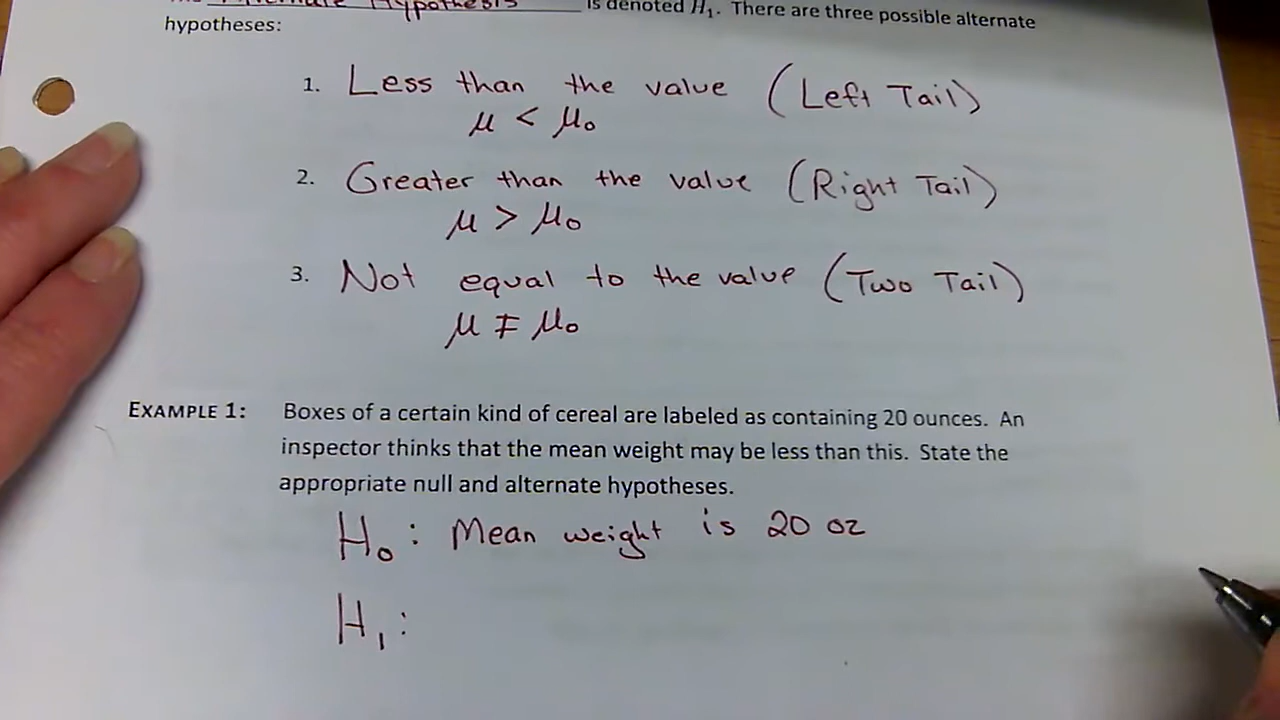 Hypothesis is denoted H₁. There are three possible alternate
hypotheses:
1. Less than the value (Left Tail)
μ < μ₀
2. Greater than the value (Right Tail)
μ > μ₀
3. Not equal to the value (Two Tail)
μ ≠ μ₀
EXAMPLE 1: Boxes of a certain kind of cereal are labeled as containing 20 ounces. An
inspector thinks that the mean weight may be less than this. State the
appropriate null and alternate hypotheses.
H₀: Mean weight is 20 oz
H₁: